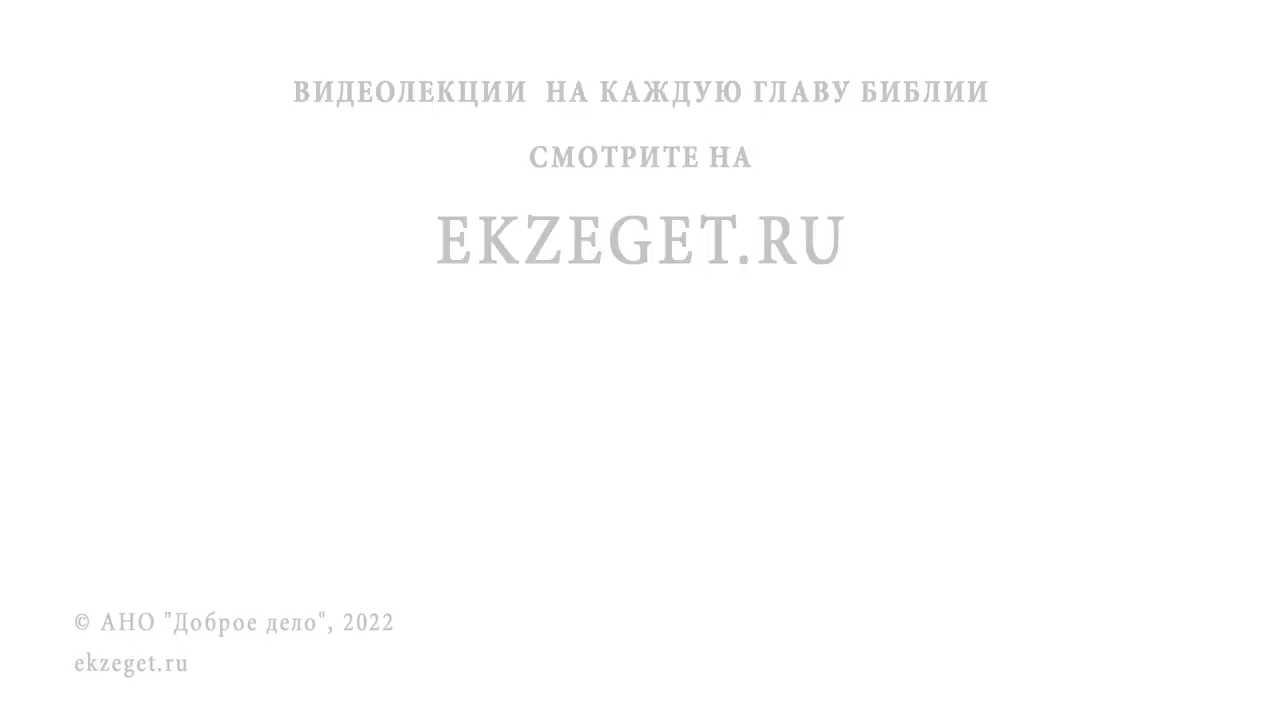 ВИДЕОЛЕКЦИИ НА КАЖДУЮ ГЛАВУ БИБЛИИ
СМОТРИТЕ НА
EKZEGET.RU
© АНО "Доброе дело", 2022
ekzeget.ru